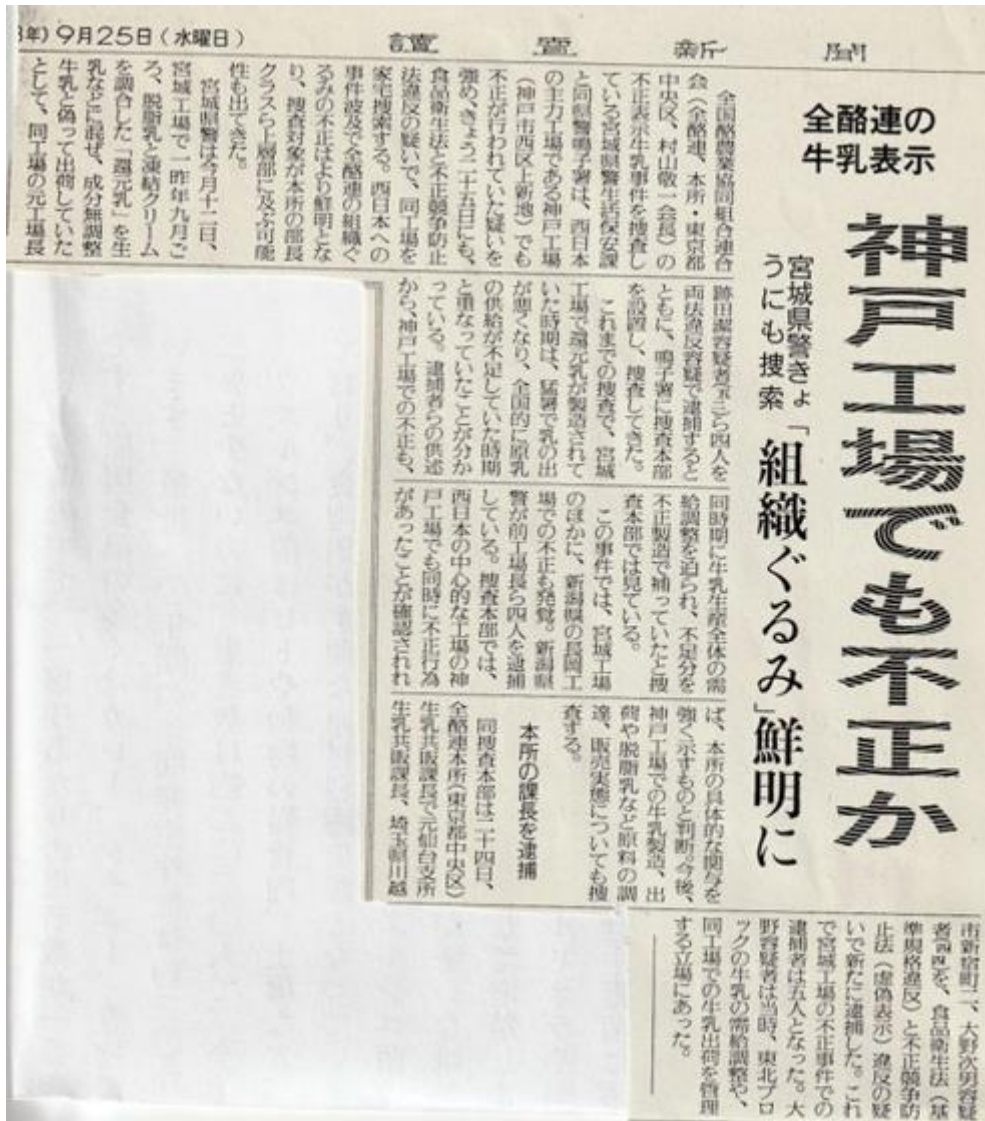 年)9月25日(水曜日)
讀賣新聞
全酪連の
牛乳表示
神戸工場でも不正か
宮城県警きょ
うにも捜索
「組織ぐるみ」鮮明に
全国酪農業協同組合連合
会(全酪連、本所・東京都
中央区、村山敬一会長)の
不正表示牛乳事件を捜査し
ている宮城県警生活保安課
と同県警鳴子署は、西日本
の主力工場である神戸工場
(神戸市西区上新地)でも
不正が行われていた疑いを
強め、きょう二十五日にも、
食品衛生法と不正競争防止
法違反の疑いで、同工場を
家宅捜索する。西日本への
事件波及で全酪連の組織ぐ
るみの不正はより鮮明とな
り、捜査対象が本所の部長
クラスら上層部に及ぶ可能
性も出てきた。
宮城県警は今月十二日、
宮城工場で一昨年九月ご
ろ、脱脂乳と凍結クリーム
を調合した「還元乳」を生
乳などに混ぜ、成分無調整
牛乳と偽って出荷していた
として、同工場の元工場長
跡田潔容疑者ら四人を
両法違反容疑で逮捕すると
ともに、鳴子署に捜査本部
を設置し、捜査してきた。
これまでの捜査で、宮城
工場で還元乳が製造されて
いた時期は、猛暑で乳の出
が悪くなり、全国的に原乳
の供給が不足していた時期
と重なっていたことが分か
っている。逮捕者らの供述
から、神戸工場での不正も、
同時期に牛乳生産全体の需
給調整を迫られ、不足分を
不正製造で補っていたと捜
査本部では見ている。
この事件では、宮城工場
のほかに、新潟県の長岡工
場での不正も発覚。新潟県
警が前工場長ら四人を逮捕
している。捜査本部では、
西日本の中心的な工場の神
戸工場でも同時に不正行為
があったことが確認されれ
ば、本所の具体的な関与を
強く示すものと判断。今後、
神戸工場での牛乳製造、出
荷や脱脂乳など原料の調
達、販売実態についても捜
査する。
本所の課長を逮捕
同捜査本部は二十四日、
全酪連本所(東京都中央区)
生乳共販課長で元仙台支所
生乳共販課長、埼玉県川越
市新宿町二、大野次男容疑
者(四四)を、食品衛生法(基
準規格違反)と不正競争防
止法(虚偽表示)違反の疑
いで新たに逮捕した。これ
で宮城工場の不正事件での
逮捕者は五人となった。大
野容疑者は当時、東北ブロ
ックの牛乳の需給調整や、
同工場での牛乳出荷を管理
する立場にあった。